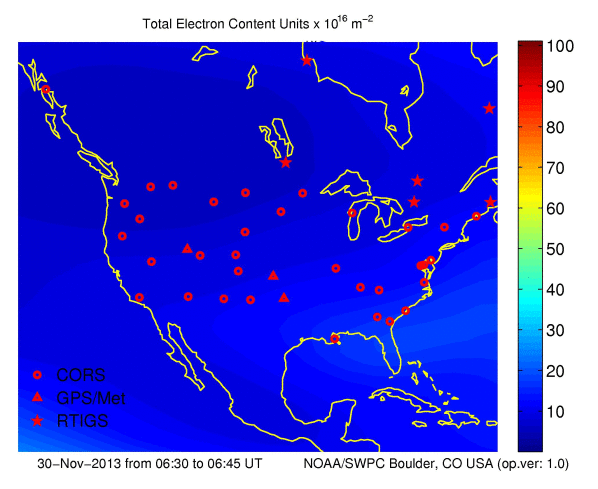 Total Electron Content Units x 10^16 m^−2
100
90
80
70
60
50
40
30
20
10
CORS
GPS/Met
RTIGS
30−Nov−2013 from 06:30 to 06:45 UT
NOAA/SWPC Boulder, CO USA (op.ver: 1.0)